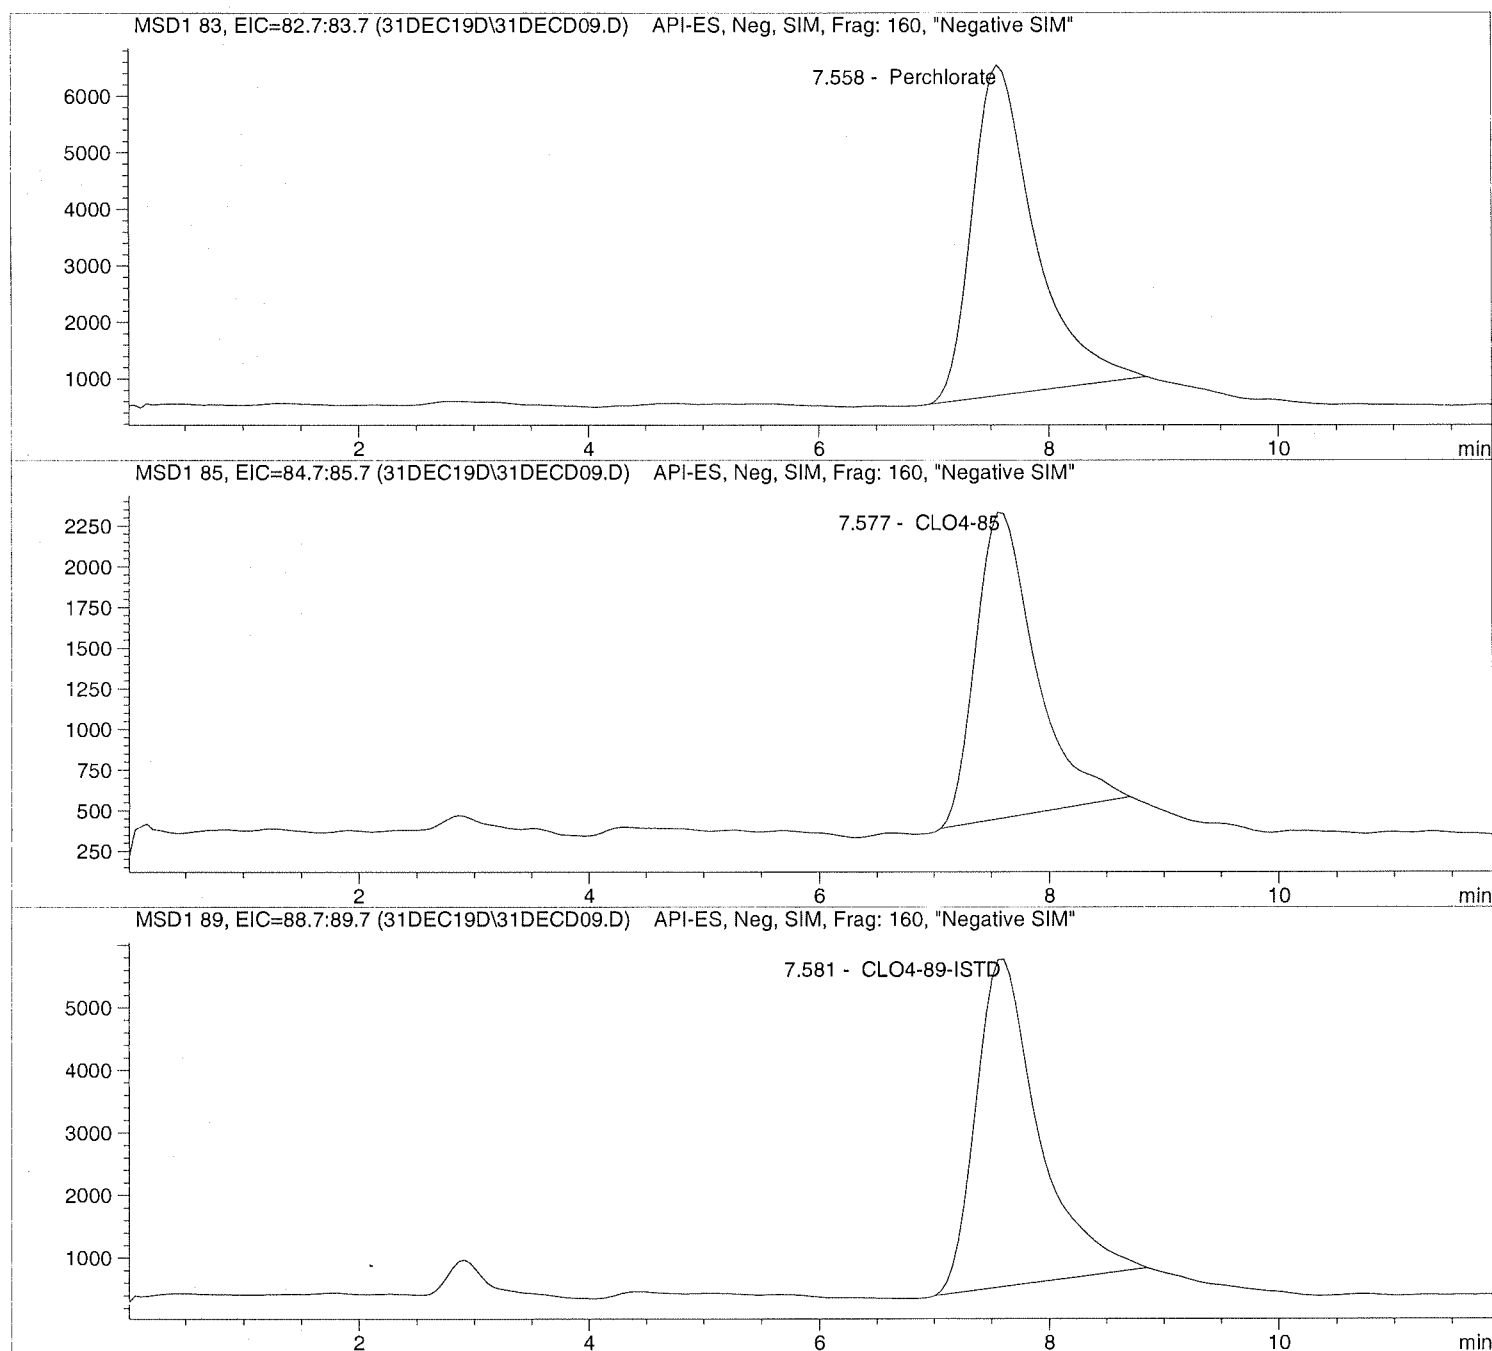 MSD1 83, EIC=82.7:83.7 (31DEC19D\31DECD09.D) API-ES, Neg, SIM, Frag: 160, "Negative SIM"
7.558 - Perchlorate
6000
5000
4000
3000
2000
1000
2 4 6 8 10 min
MSD1 85, EIC=84.7:85.7 (31DEC19D\31DECD09.D) API-ES, Neg, SIM, Frag: 160, "Negative SIM"
7.577 - CLO4-85
2250
2000
1750
1500
1250
1000
750
500
250
2 4 6 8 10 min
MSD1 89, EIC=88.7:89.7 (31DEC19D\31DECD09.D) API-ES, Neg, SIM, Frag: 160, "Negative SIM"
7.581 - CLO4-89-ISTD
5000
4000
3000
2000
1000
2 4 6 8 10 min